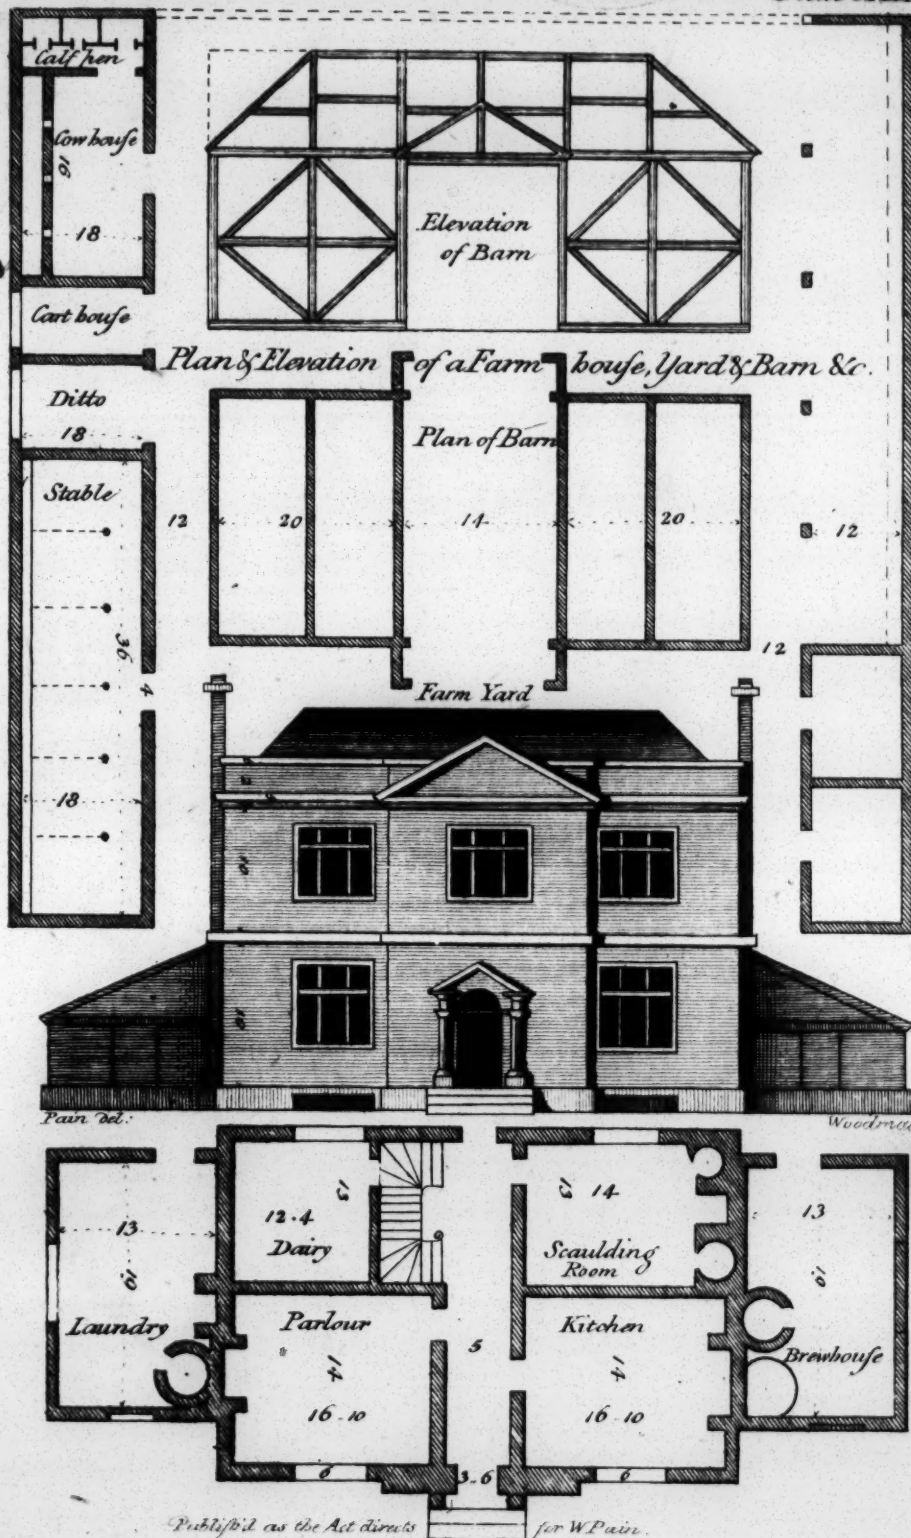 Calf pen
Cow house
16
18
Elevation
of Barn
Cart house
Plan & Elevation of a Farm house, Yard & Barn &c.
Ditto
18
Plan of Barn
Stable
12
20
14
20
12
36
4
12
Farm Yard
18
2
10
10
Pain del:
13
12.4
Dairy
13
19
Laundry
Parlour
14
16-10
5
13
14
Scaulding
Room
Kitchen
14
16-10
13
19
Brewhouse
6
3-6
6
Publish'd as the Act directs for W Pain.